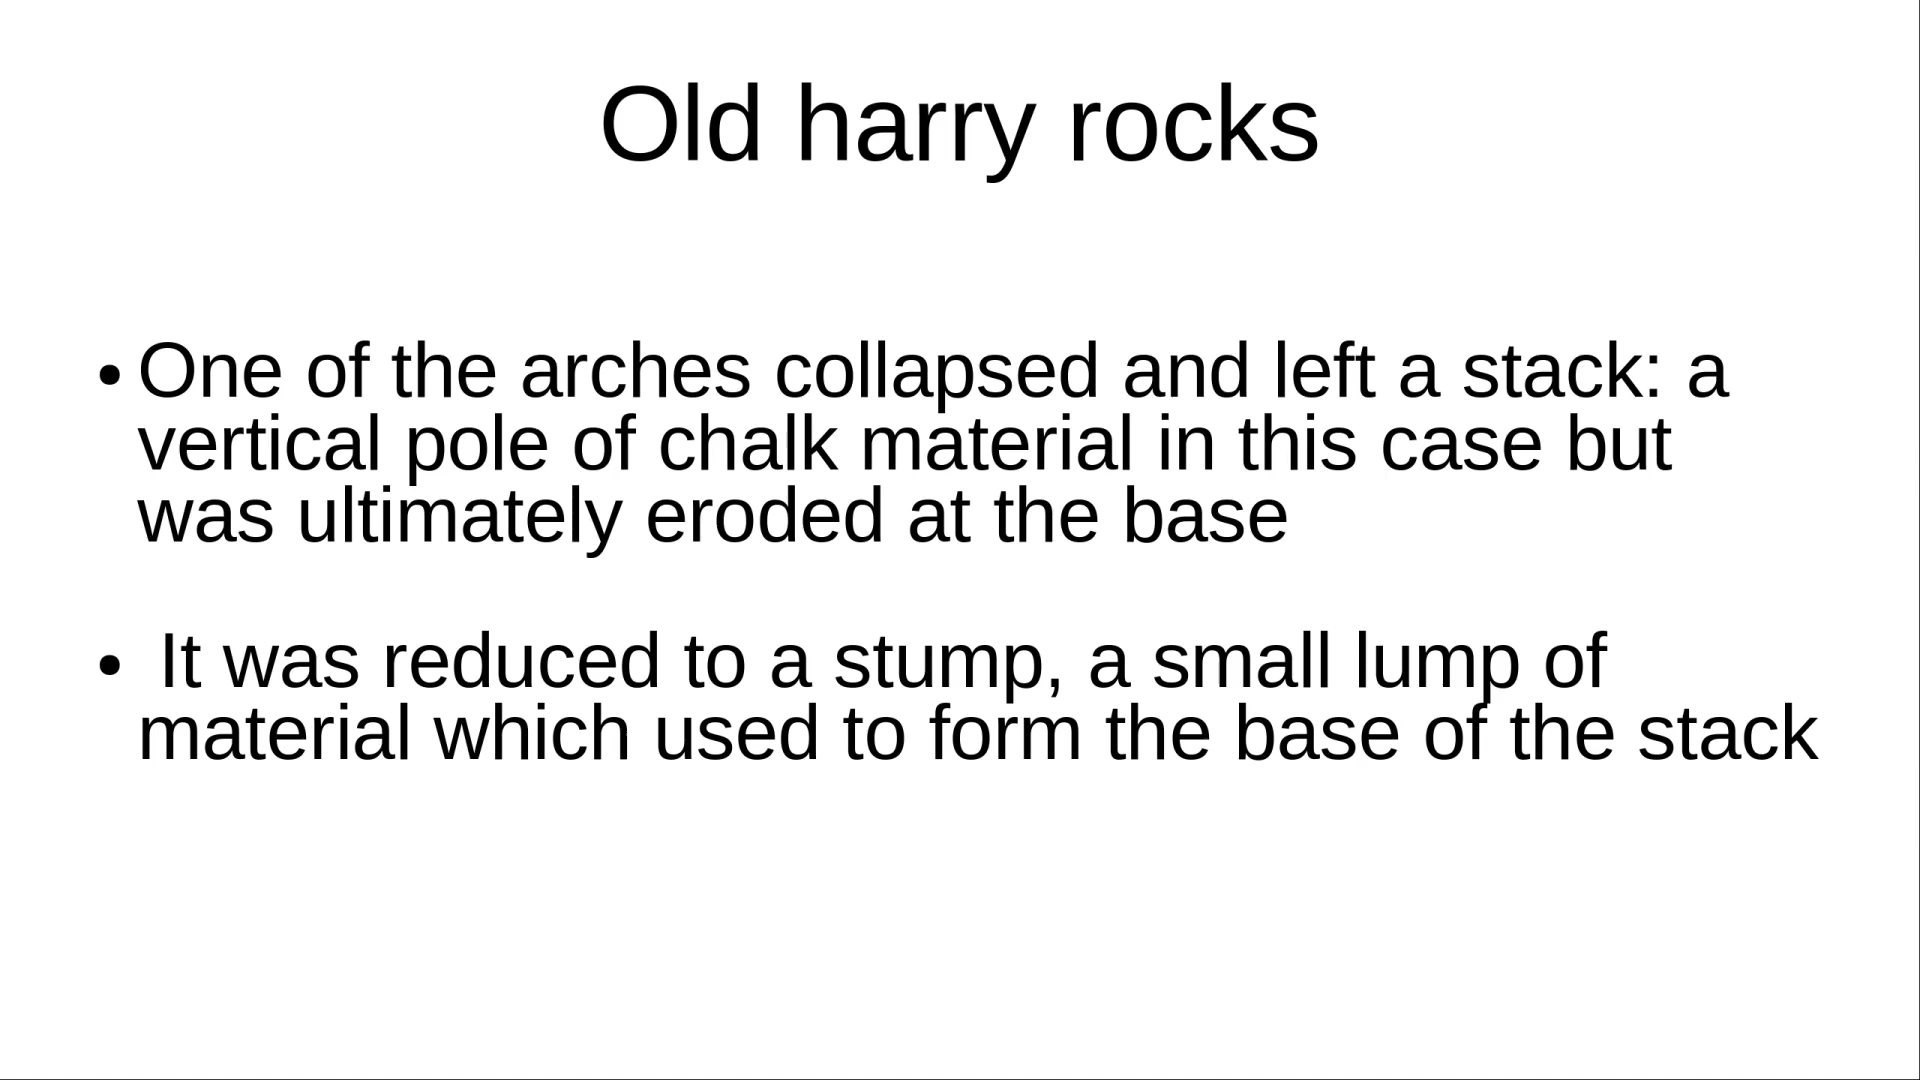 Old harry rocks
• One of the arches collapsed and left a stack: a
vertical pole of chalk material in this case but
was ultimately eroded at the base
• It was reduced to a stump, a small lump of
material which used to form the base of the stack